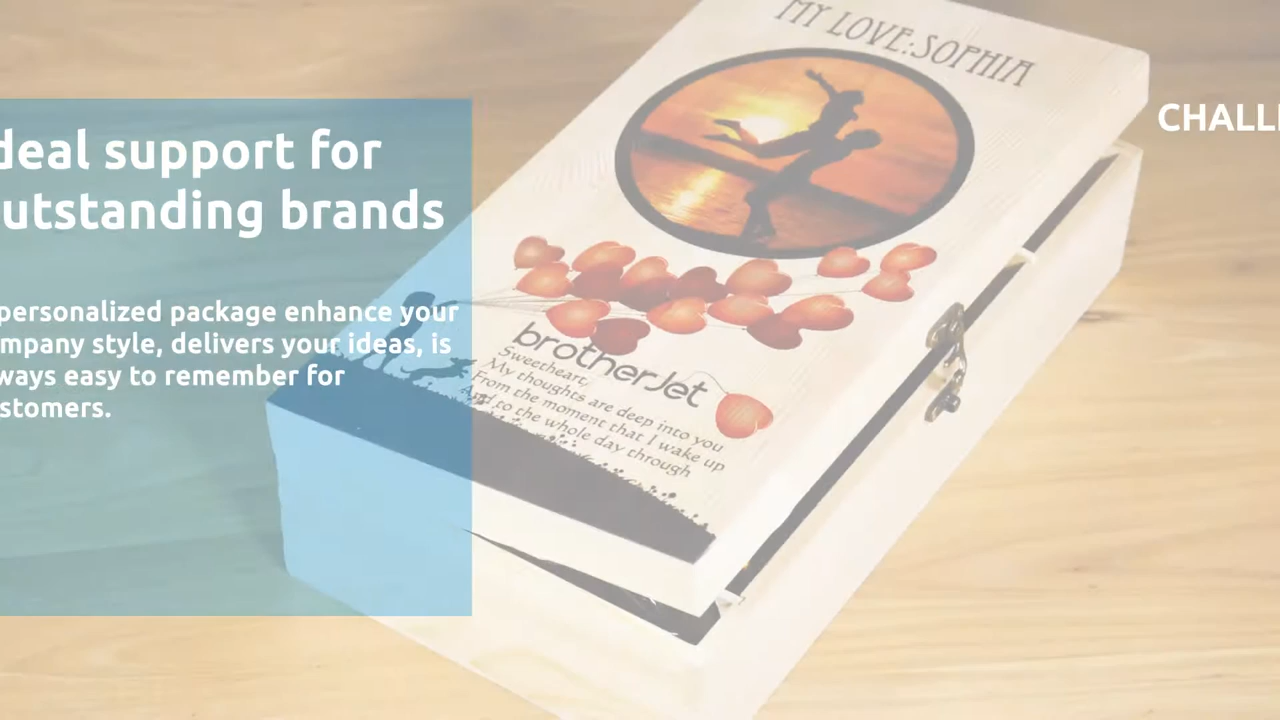 deal support for
utstanding brands
personalized package enhance your
mpany style, delivers your ideas, is
ways easy to remember for
stomers.
MY LOVE:SOPHIA
brotherJet
Sweetheart,
My thoughts are deep into you
From the moment that I wake up
And to the whole day through
CHALL